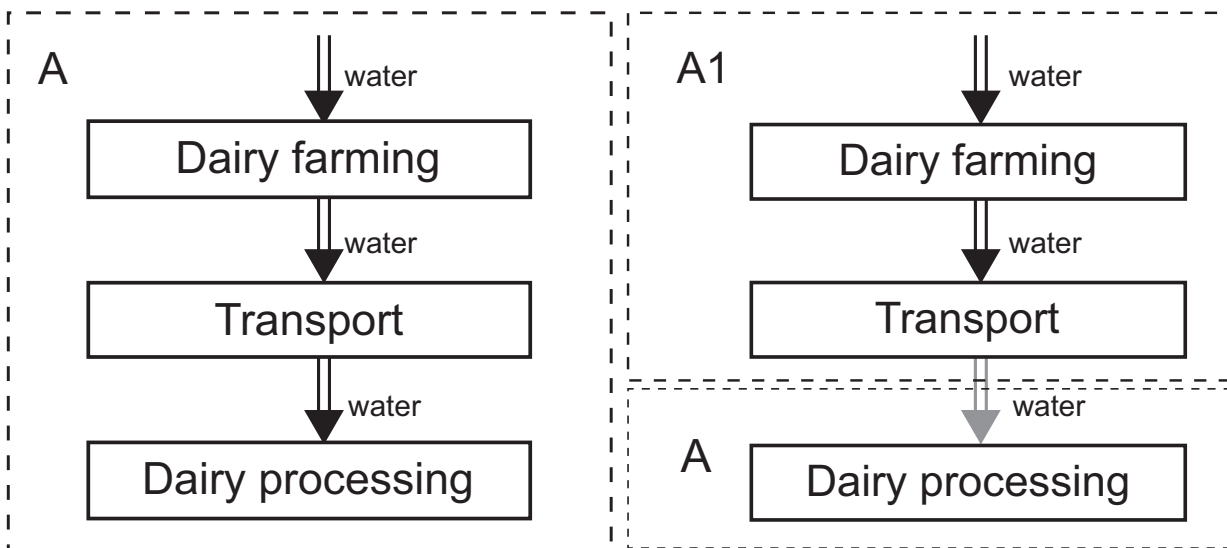 A
water
Dairy farming
water
Transport
water
Dairy processing
A1
water
Dairy farming
water
Transport
water
A
Dairy processing